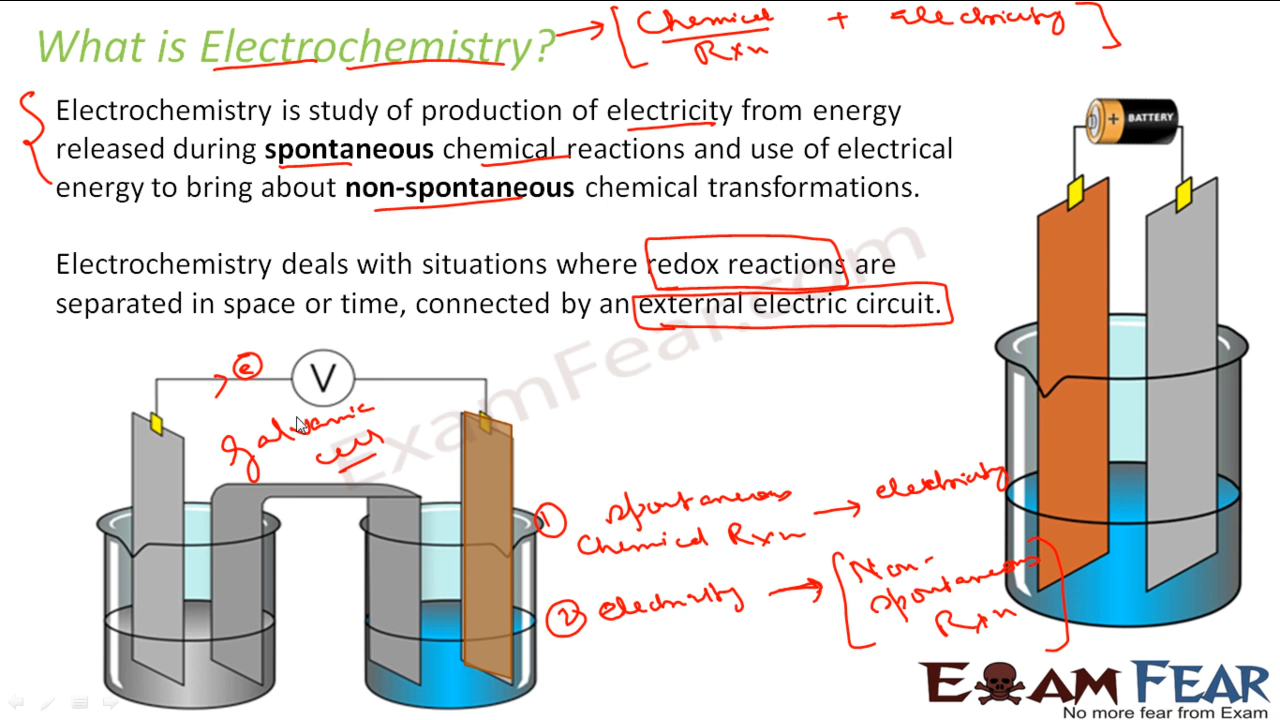 What is Electrochemistry? → [Chemical Rxn + Electricity]
Electrochemistry is study of production of electricity from energy
released during spontaneous chemical reactions and use of electrical
energy to bring about non-spontaneous chemical transformations.
Electrochemistry deals with situations where redox reactions are
separated in space or time, connected by an external electric circuit.
ExamFear.com
e
V
galvanic
cell
+ BATTERY
① spontaneous
Chemical Rxn → electricity
② electricity → [Non-
spontaneous
Rxn]
EXAM FEAR
No more fear from Exam